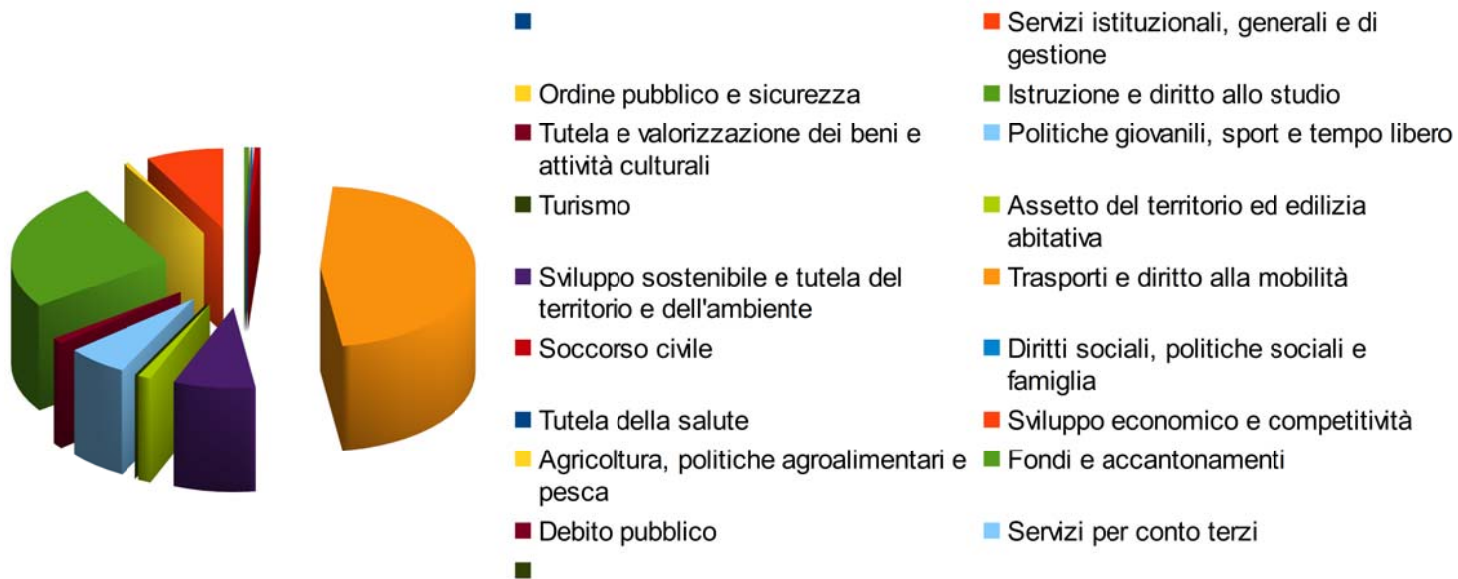 Servizi istituzionali, generali e di
gestione
Ordine pubblico e sicurezza
Istruzione e diritto allo studio
Tutela e valorizzazione dei beni e
attività culturali
Politiche giovanili, sport e tempo libero
Turismo
Assetto del territorio ed edilizia
abitativa
Sviluppo sostenibile e tutela del
territorio e dell'ambiente
Trasporti e diritto alla mobilità
Soccorso civile
Diritti sociali, politiche sociali e
famiglia
Tutela della salute
Sviluppo economico e competitività
Agricoltura, politiche agroalimentari e
pesca
Fondi e accantonamenti
Debito pubblico
Servizi per conto terzi